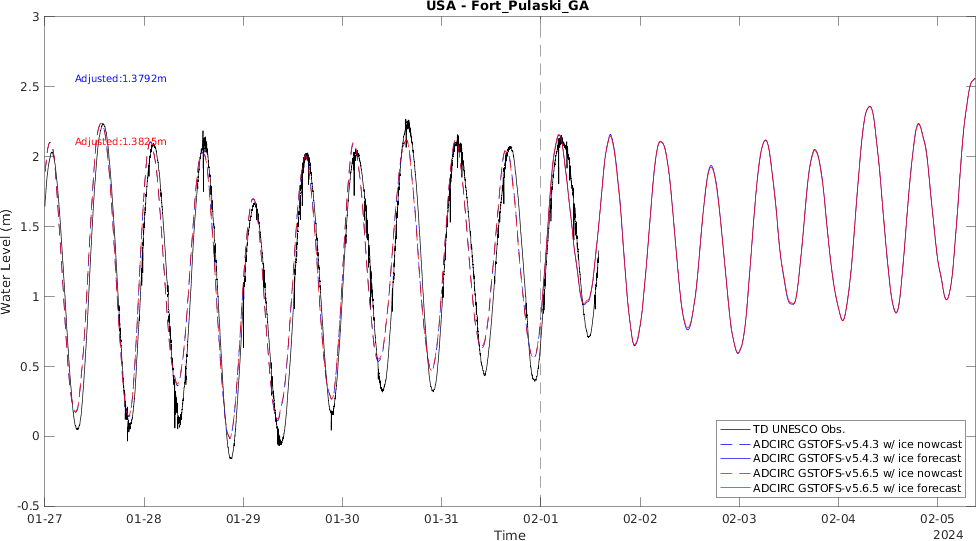 USA - Fort_Pulaski_GA
3
2.5
2
1.5
1
0.5
0
-0.5
Water Level (m)
Adjusted:1.3792m
Adjusted:1.3825m
TD UNESCO Obs.
ADCIRC GSTOFS-v5.4.3 w/ ice nowcast
ADCIRC GSTOFS-v5.4.3 w/ ice forecast
ADCIRC GSTOFS-v5.6.5 w/ ice nowcast
ADCIRC GSTOFS-v5.6.5 w/ ice forecast
01-27 01-28 01-29 01-30 01-31 02-01 02-02 02-03 02-04 02-05
Time
2024